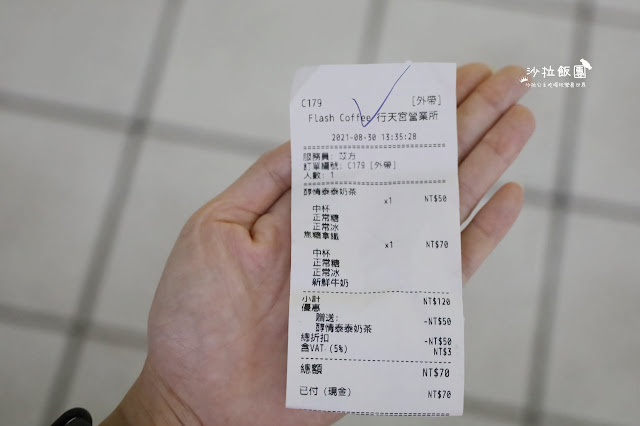 沙拉飯團
C179 [外帶]
Flash Coffee 行天宮營業所
2021-08-30 13:35:28
服務員: 苡方
訂單編號: C179 [外帶]
人數: 1
醇情泰泰奶茶
x1 NT$50
中杯
正常糖
正常冰
焦糖拿鐵
x1 NT$70
中杯
正常糖
正常冰
新鮮牛奶
小計 NT$120
優惠
贈送:  -NT$50
醇情泰泰奶茶
總折扣 -NT$50
含VAT (5%) NT$3
總額 NT$70
已付 (現金) NT$70